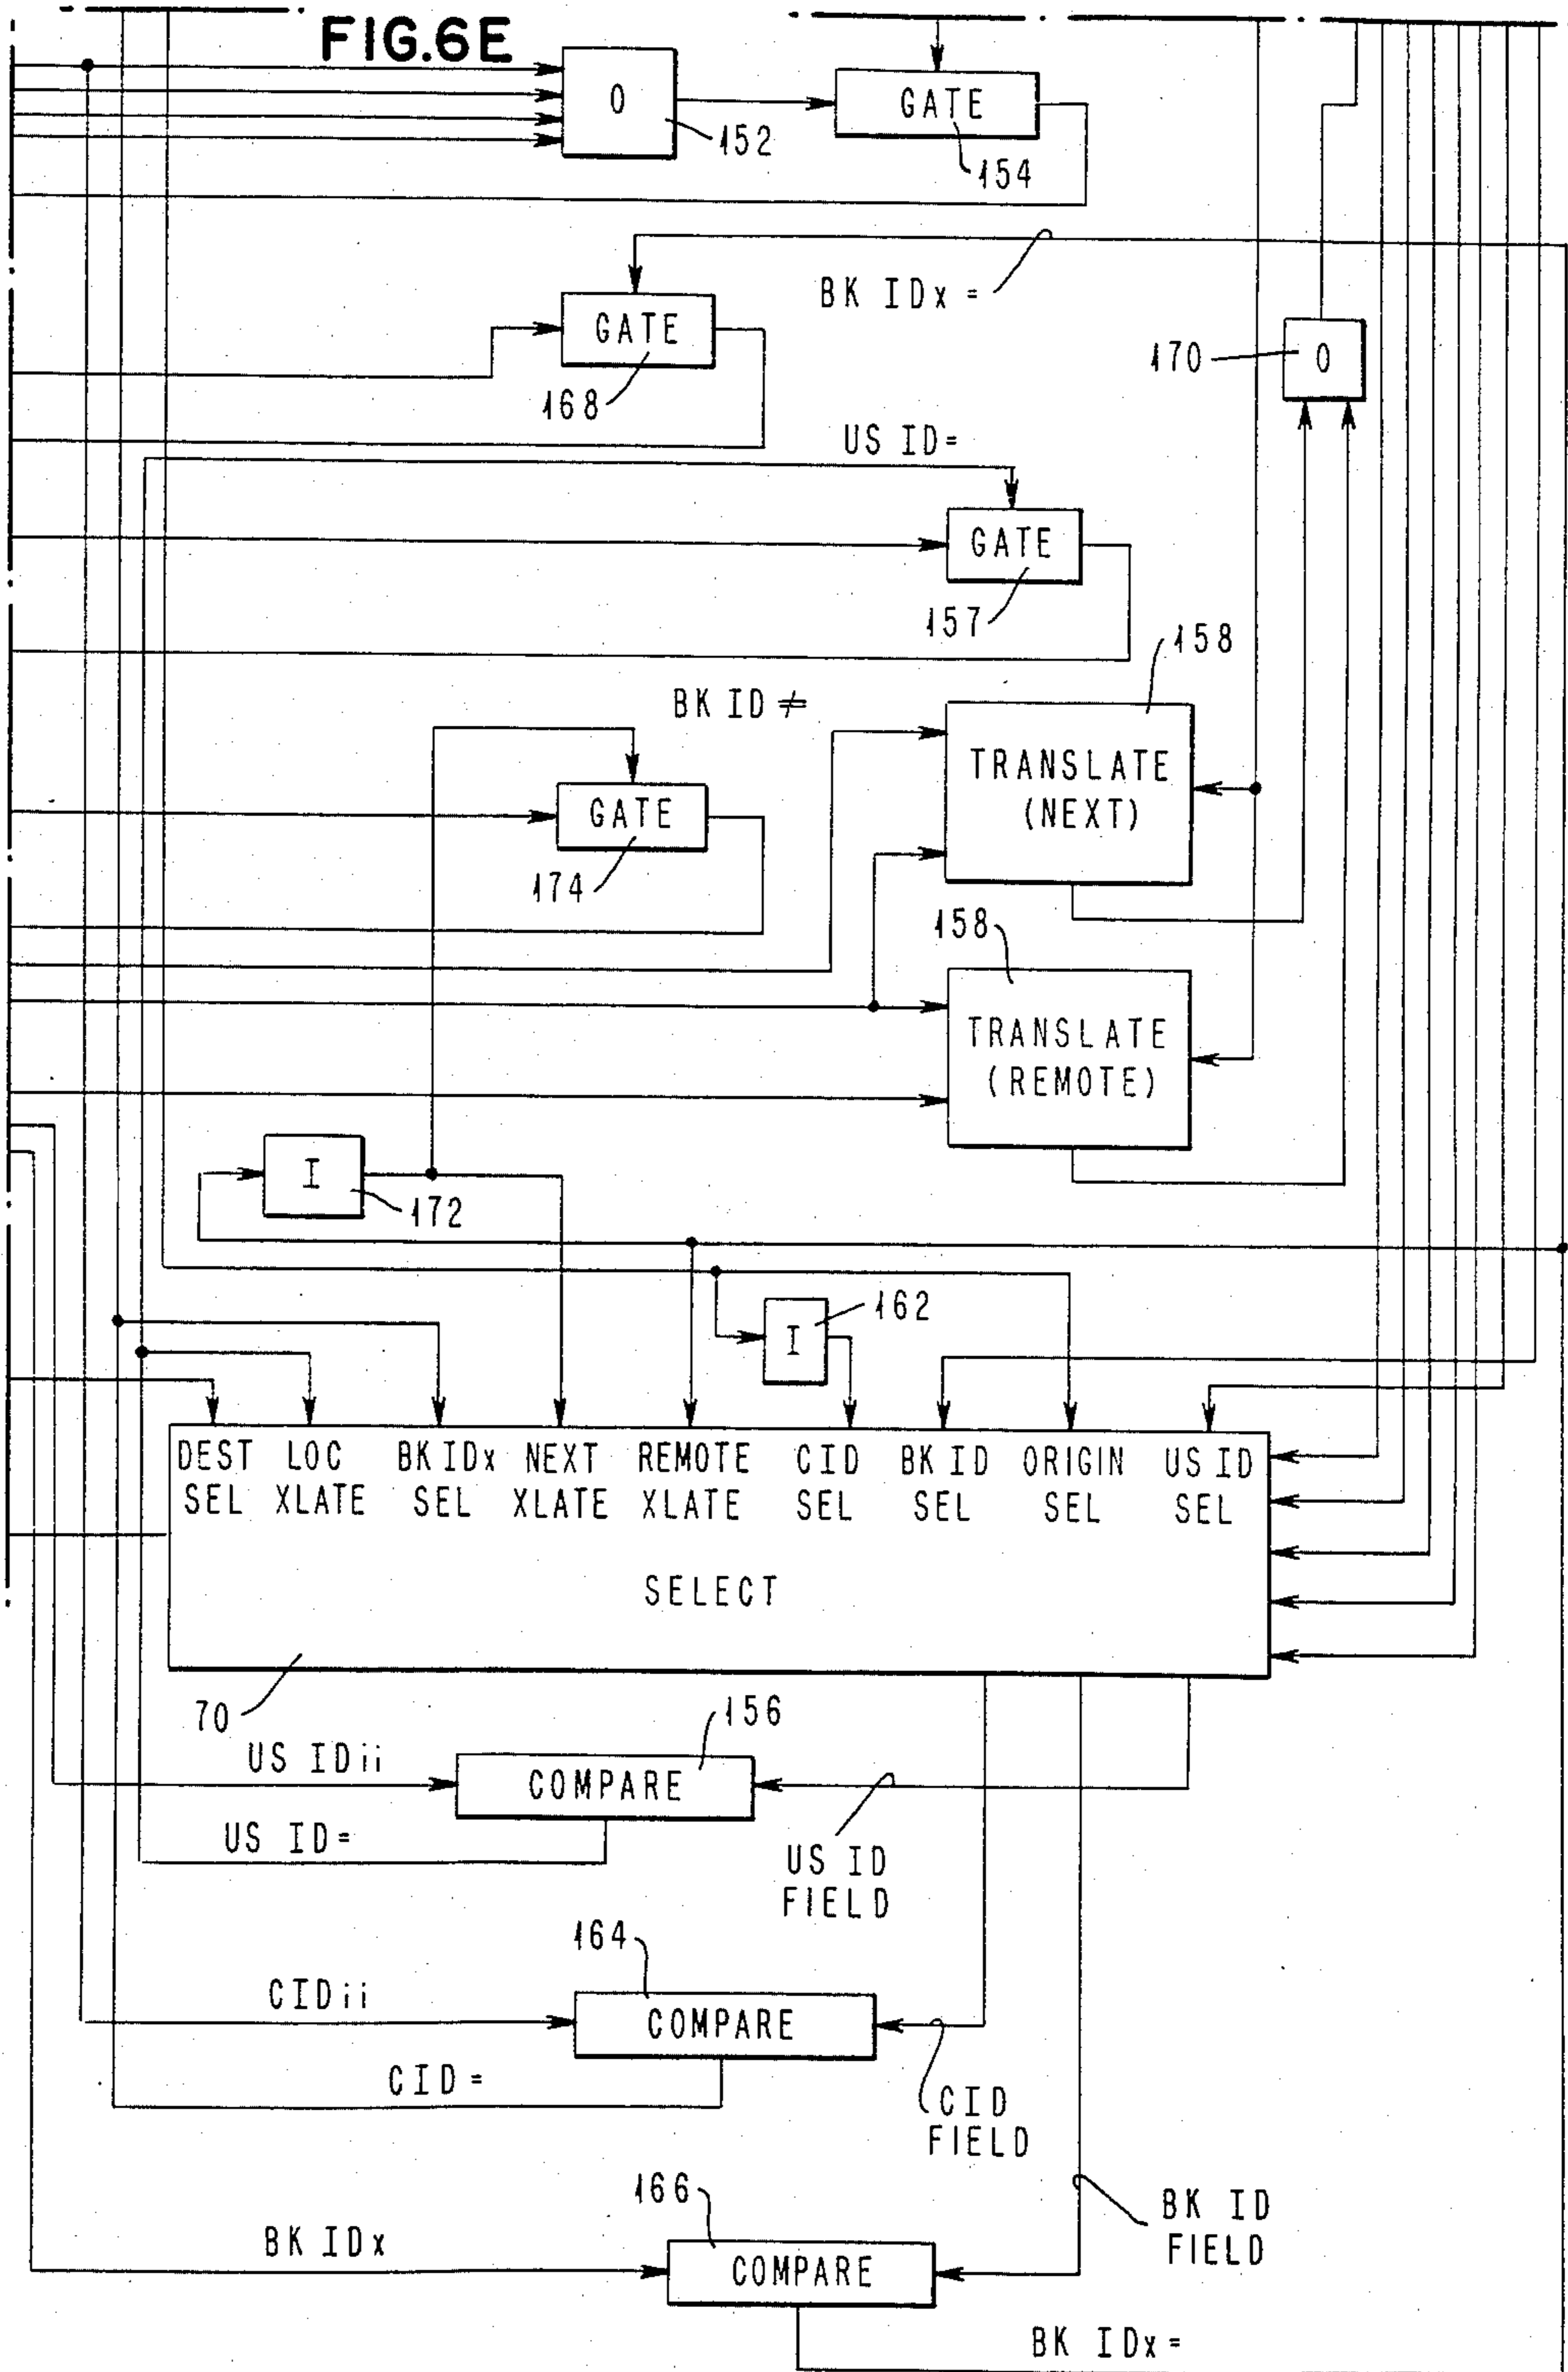 FIG.6E
O
152
GATE
154
BK IDx =
GATE
168
170
O
US ID=
GATE
157
158
BK ID ≠
TRANSLATE
(NEXT)
GATE
174
158
TRANSLATE
(REMOTE)
I
172
162
I
DEST SEL
LOC XLATE
BK IDx SEL
NEXT XLATE
REMOTE XLATE
CID SEL
BK ID SEL
ORIGIN SEL
US ID SEL
SELECT
70
156
US IDii
COMPARE
US ID=
US ID
FIELD
164
CIDii
COMPARE
CID=
CID
FIELD
166
BK ID
FIELD
BK IDx
COMPARE
BK IDx =